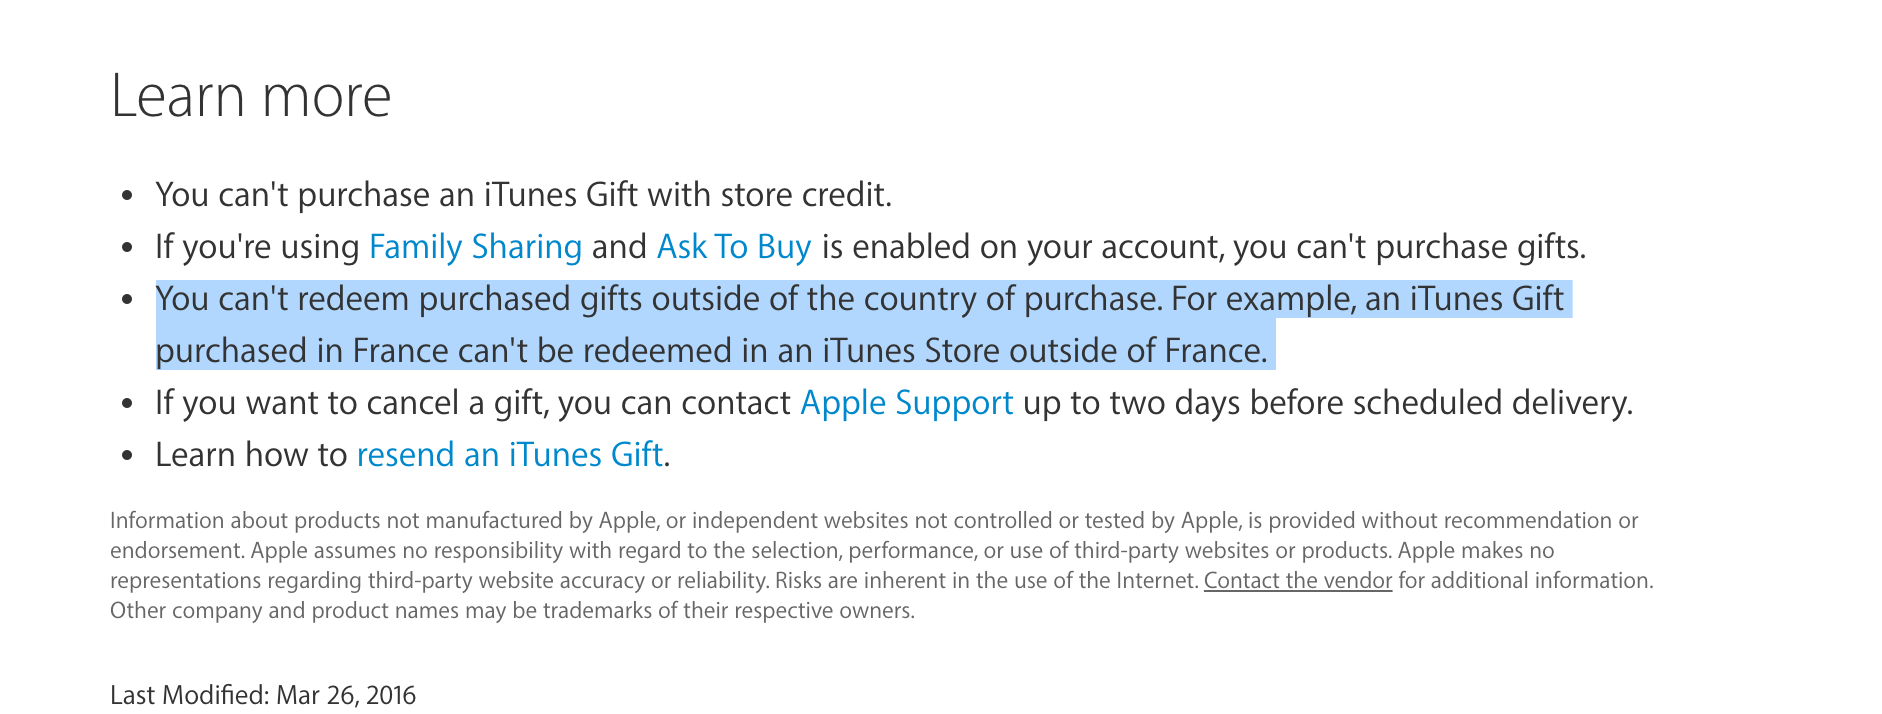 Learn more
• You can't purchase an iTunes Gift with store credit.
• If you're using Family Sharing and Ask To Buy is enabled on your account, you can't purchase gifts.
• You can't redeem purchased gifts outside of the country of purchase. For example, an iTunes Gift
purchased in France can't be redeemed in an iTunes Store outside of France.
• If you want to cancel a gift, you can contact Apple Support up to two days before scheduled delivery.
• Learn how to resend an iTunes Gift.
Information about products not manufactured by Apple, or independent websites not controlled or tested by Apple, is provided without recommendation or
endorsement. Apple assumes no responsibility with regard to the selection, performance, or use of third-party websites or products. Apple makes no
representations regarding third-party website accuracy or reliability. Risks are inherent in the use of the Internet. Contact the vendor for additional information.
Other company and product names may be trademarks of their respective owners.
Last Modified: Mar 26, 2016